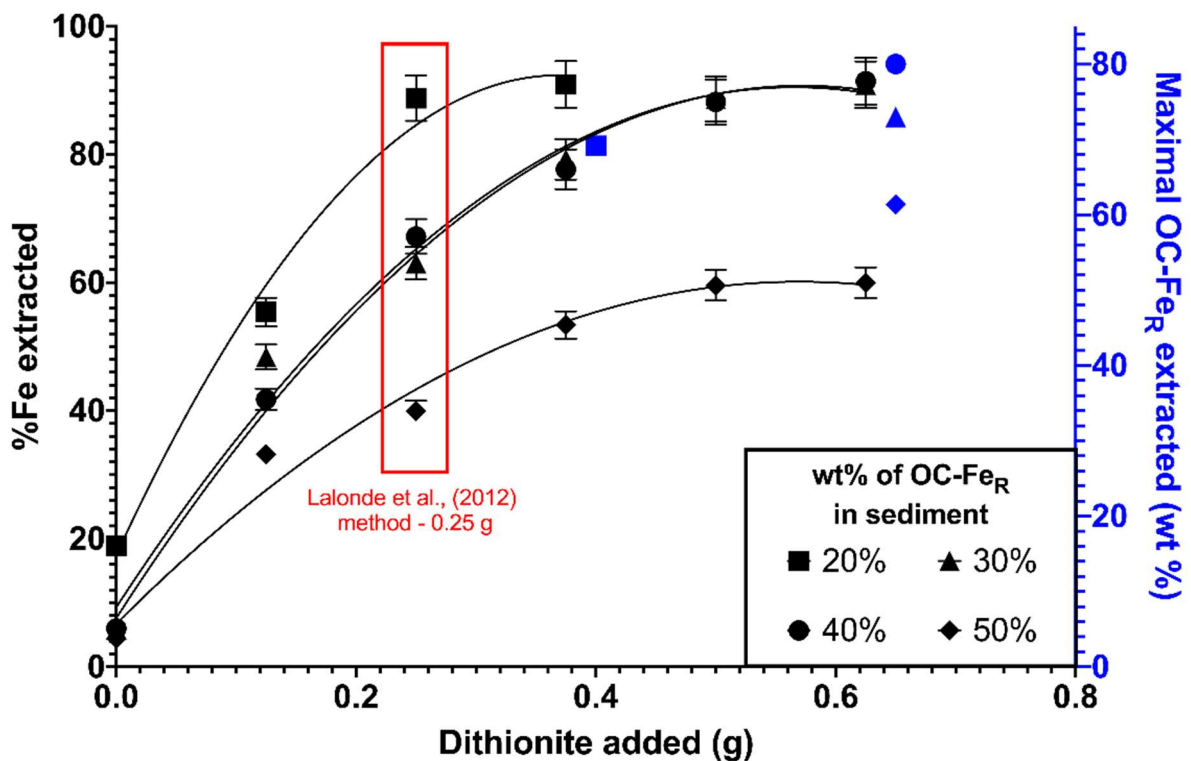 100
80
60
40
20
0
%Fe extracted
0.0
0.2
0.4
0.6
0.8
Dithionite added (g)
80
60
40
20
0
Maximal OC-FeR extracted (wt %)
Lalonde et al., (2012)
method - 0.25 g
wt% of OC-FeR
in sediment
20%
30%
40%
50%